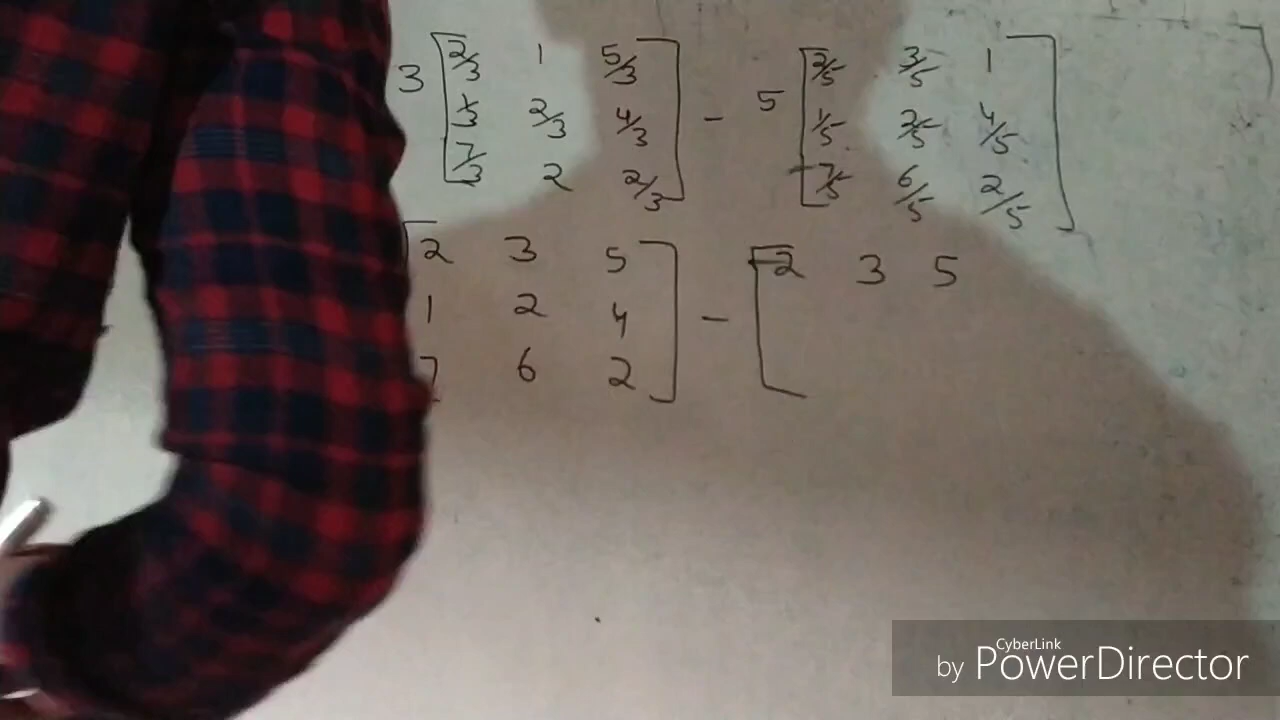 3 [ 2/3 1 5/3 ] - 5 [ 2/5 3/5 1 ]
1/3 2/3 4/3 1/5 2/5 4/5
7/3 2 2/3 7/5 6/5 2/5
[ 2 3 5 ] - [ 2 3 5
1 2 4
7 6 2
CyberLink
by PowerDirector